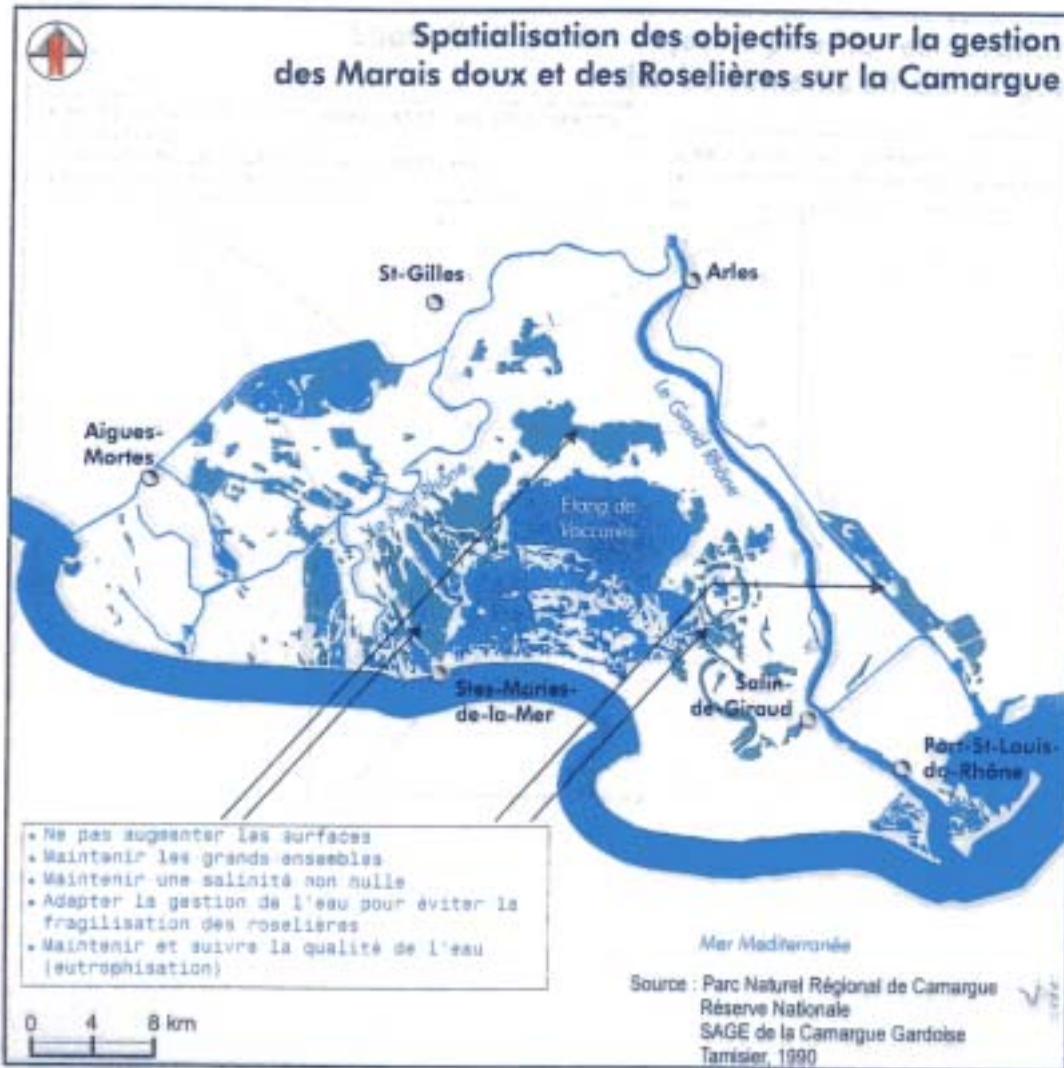 Spatialisation des objectifs pour la gestion
des Marais doux et des Roselières sur la Camargue
St-Gilles
Arles
Le Grand Rhône
Aigues-
Mortes
Le Petit Rhône
Etang de
Vaccarès
Stes-Maries-
de-la-Mer
Salin-
de-Giraud
Port-St-Louis-
du-Rhône
• Ne pas augmenter les surfaces
• Maintenir les grands ensembles
• Maintenir une salinité non nulle
• Adapter la gestion de l'eau pour éviter la
fragilisation des roselières
• Maintenir et suivre la qualité de l'eau
(eutrophisation)
Mer Mediterranée
Source : Parc Naturel Régional de Camargue
Réserve Nationale
SAGE de la Camargue Gardoise
Tamisier, 1990
0 4 8 km